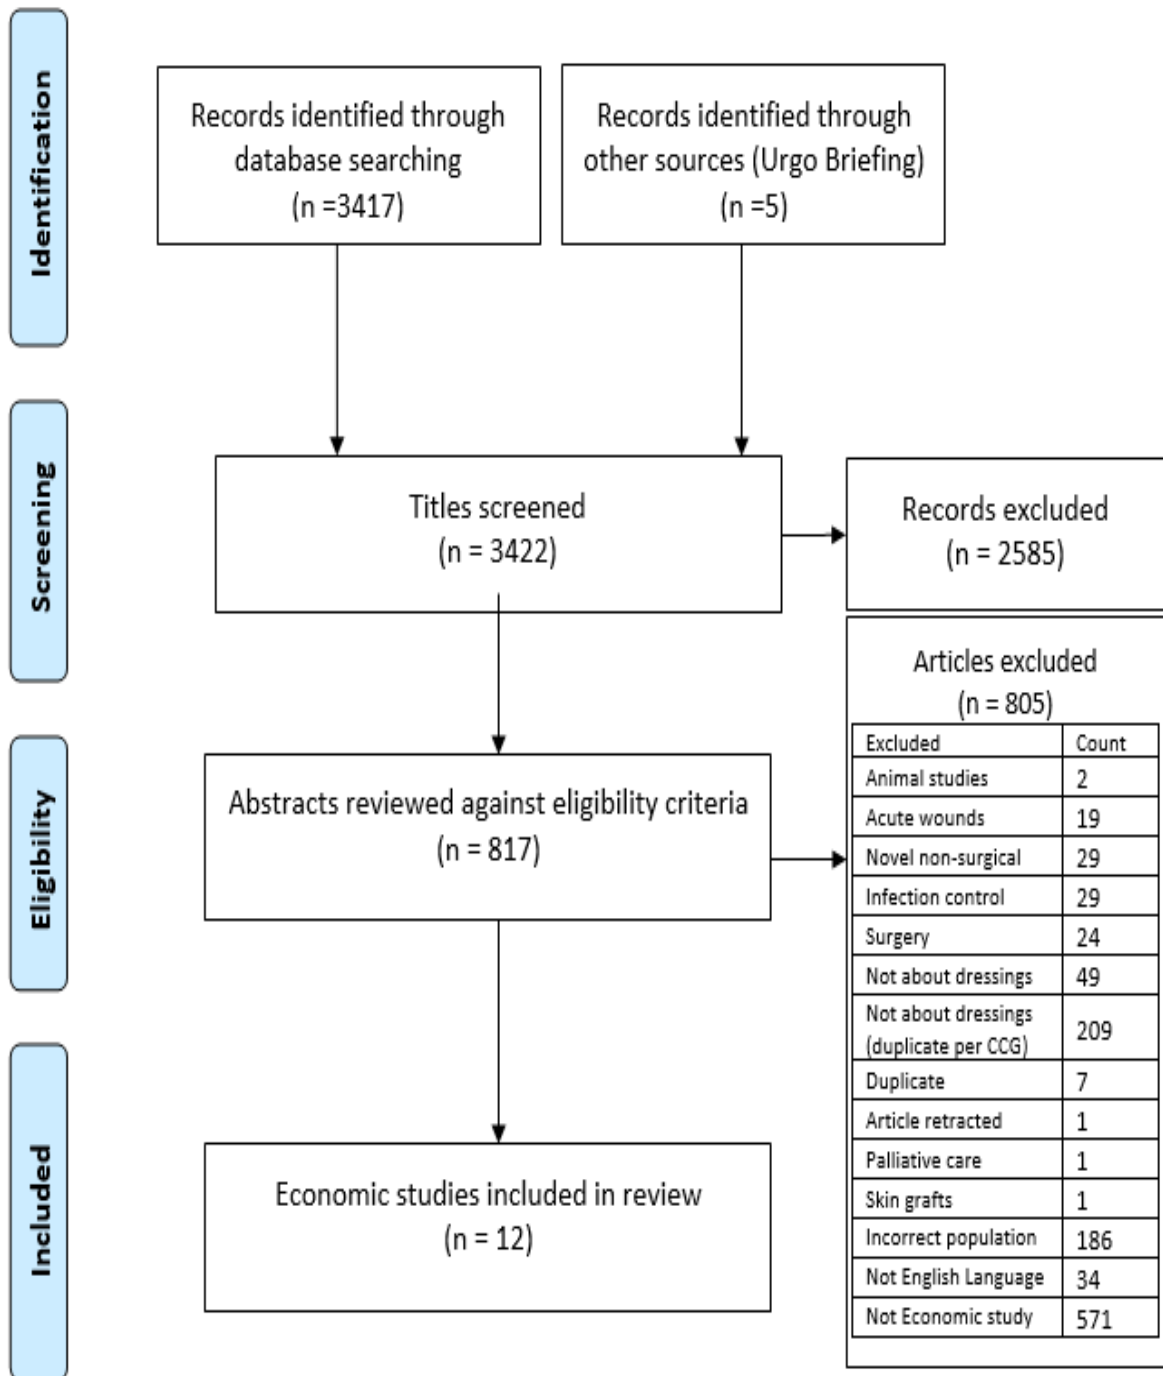 Identification
Records identified through
database searching
(n =3417)
Records identified through
other sources (Urgo Briefing)
(n =5)
Screening
Titles screened
(n = 3422)
Records excluded
(n = 2585)
Eligibility
Abstracts reviewed against eligibility criteria
(n = 817)
Articles excluded
(n = 805)
Excluded Count
Animal studies 2
Acute wounds 19
Novel non-surgical 29
Infection control 29
Surgery 24
Not about dressings 49
Not about dressings
(duplicate per CCG) 209
Duplicate 7
Article retracted 1
Palliative care 1
Skin grafts 1
Incorrect population 186
Not English Language 34
Not Economic study 571
Included
Economic studies included in review
(n = 12)